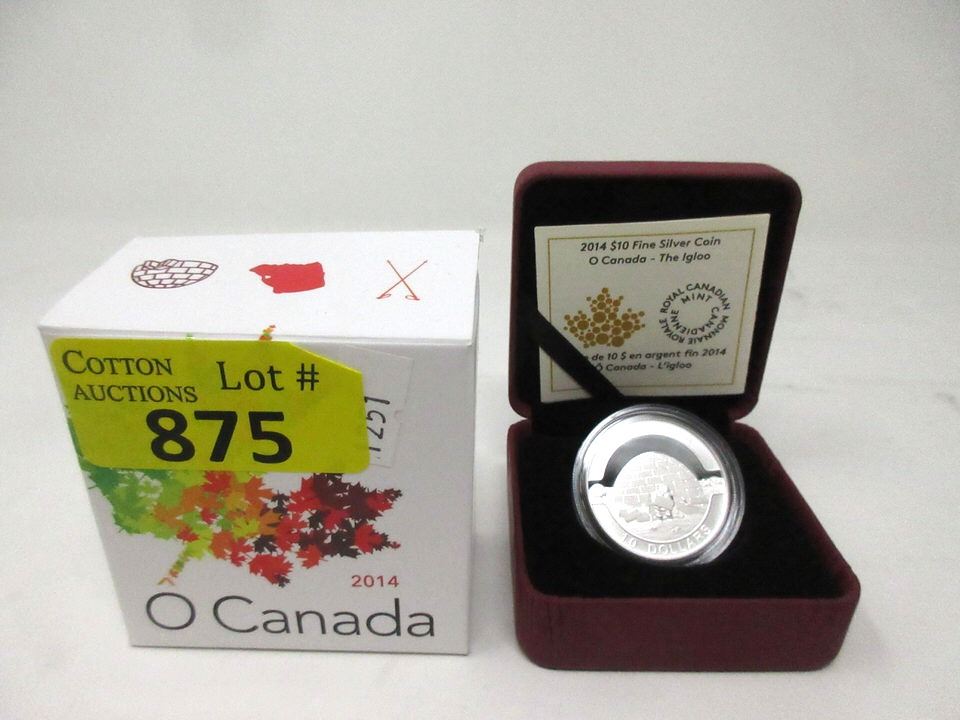 COTTON
AUCTIONS
Lot #
875
1251
2014
Ô Canada
2014 $10 Fine Silver Coin
O Canada - The Igloo
ROYAL CANADIAN MINT
MONNAIE ROYALE CANADIENNE
de 10 $ en argent fin 2014
Ô Canada - L'igloo
10 DOLLARS